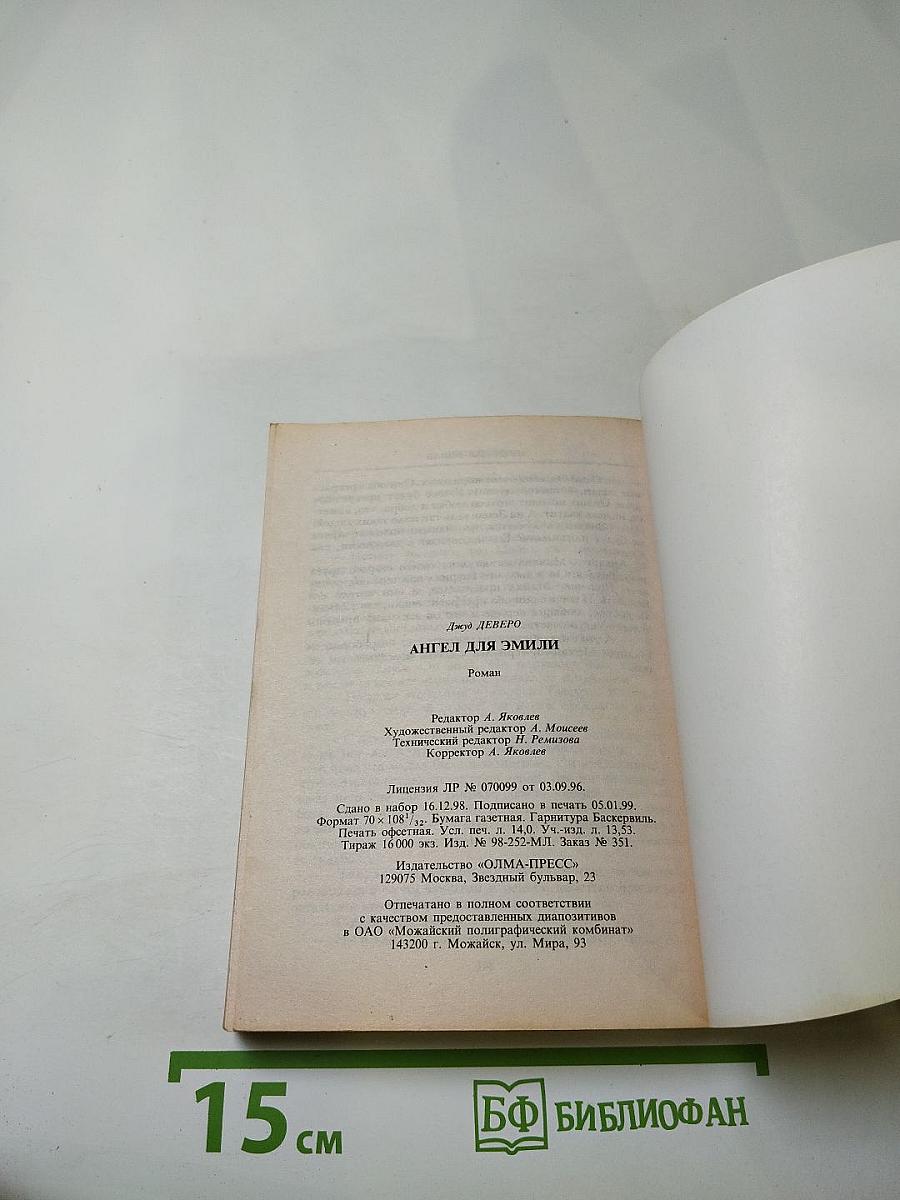 Джуд ДЕВЕРО
АНГЕЛ ДЛЯ ЭМИЛИ
Роман
Редактор А. Яковлев
Художественный редактор А. Моисеев
Технический редактор Н. Ремизова
Корректор А. Яковлев
Лицензия ЛР № 070099 от 03.09.96.
Сдано в набор 16.12.98. Подписано в печать 05.01.99.
Формат 70 × 108¹/₃₂. Бумага газетная. Гарнитура Баскервиль.
Печать офсетная. Усл. печ. л. 14,0. Уч.-изд. л. 13,53.
Тираж 16 000 экз. Изд. № 98-252-МЛ. Заказ № 351.
Издательство «ОЛМА-ПРЕСС»
129075 Москва, Звездный бульвар, 23
Отпечатано в полном соответствии
с качеством предоставленных диапозитивов
в ОАО «Можайский полиграфический комбинат»
143200 г. Можайск, ул. Мира, 93
15 см
БФ БИБЛИОФАН